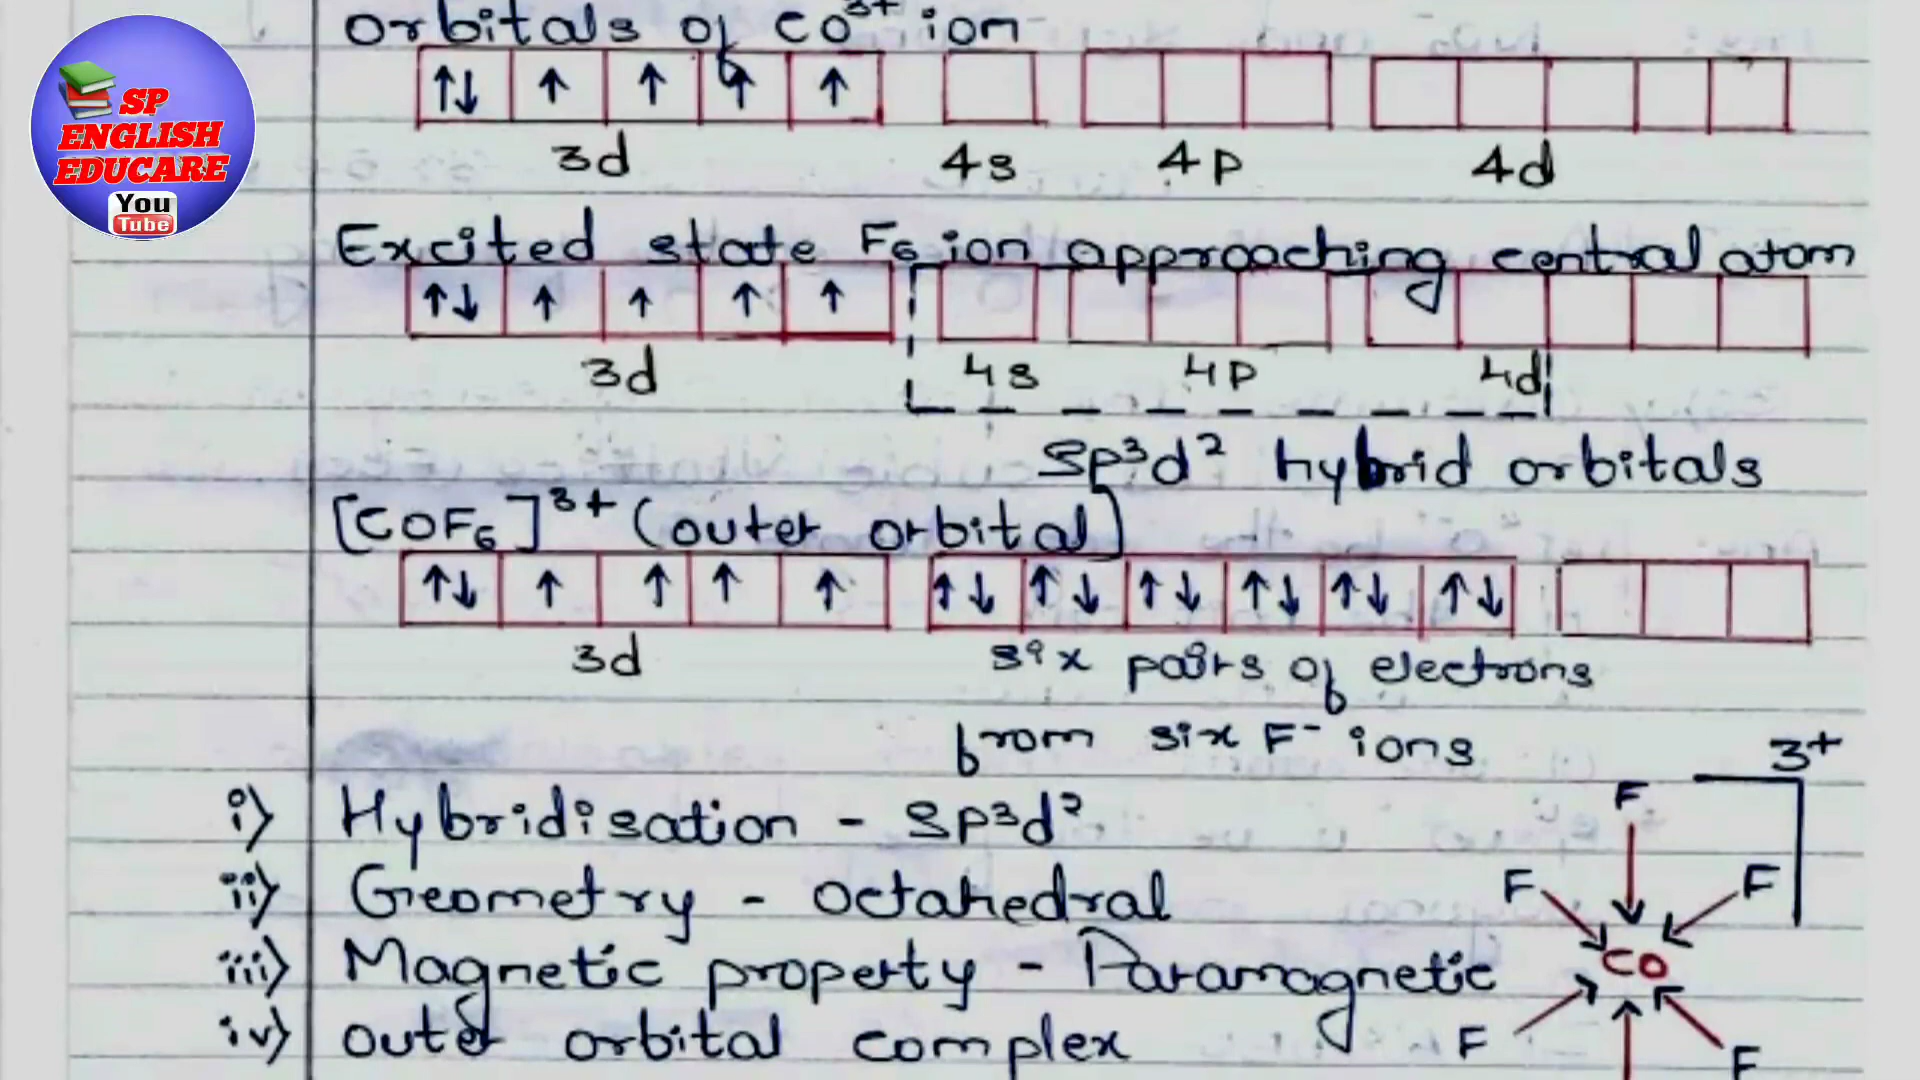 SP
ENGLISH
EDUCARE
You
Tube
orbitals of Co³⁺ ion
↑↓ ↑ ↑ ↑ ↑
3d 4s 4p 4d
Excited state F₆ ion approaching central atom
↑↓ ↑ ↑ ↑ ↑
3d 4s 4p 4d
Sp³d² hybrid orbitals
[COF₆]³⁺ (outer orbital)
↑↓ ↑ ↑ ↑ ↑ ↑↓ ↑↓ ↑↓ ↑↓ ↑↓ ↑↓
3d six pairs of electrons
from six F⁻ ions
i) Hybridisation - Sp³d²
ii) Geometry - Octahedral
iii) Magnetic property - Paramagnetic
iv) outer orbital complex
3+
F
F F
Co
F F